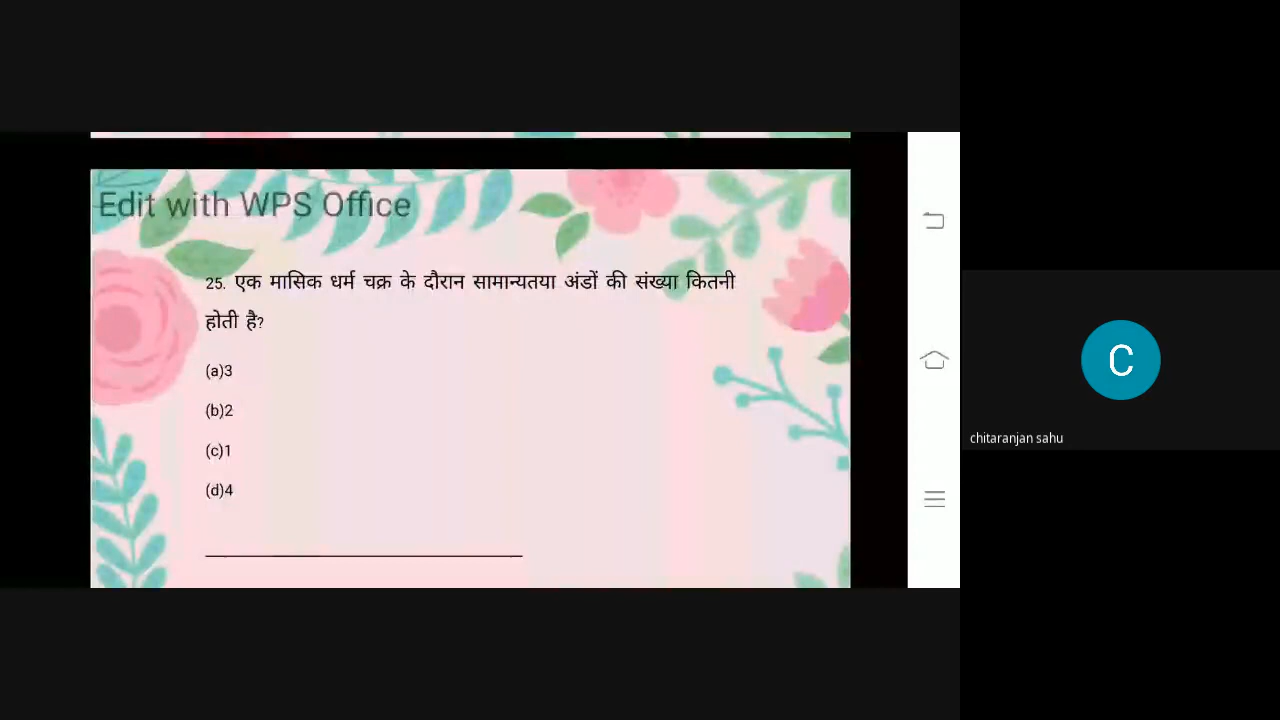 Edit with WPS Office
25. एक मासिक धर्म चक्र के दौरान सामान्यतया अंडों की संख्या कितनी
होती है?
(a)3
(b)2
(c)1
(d)4
C
chitaranjan sahu